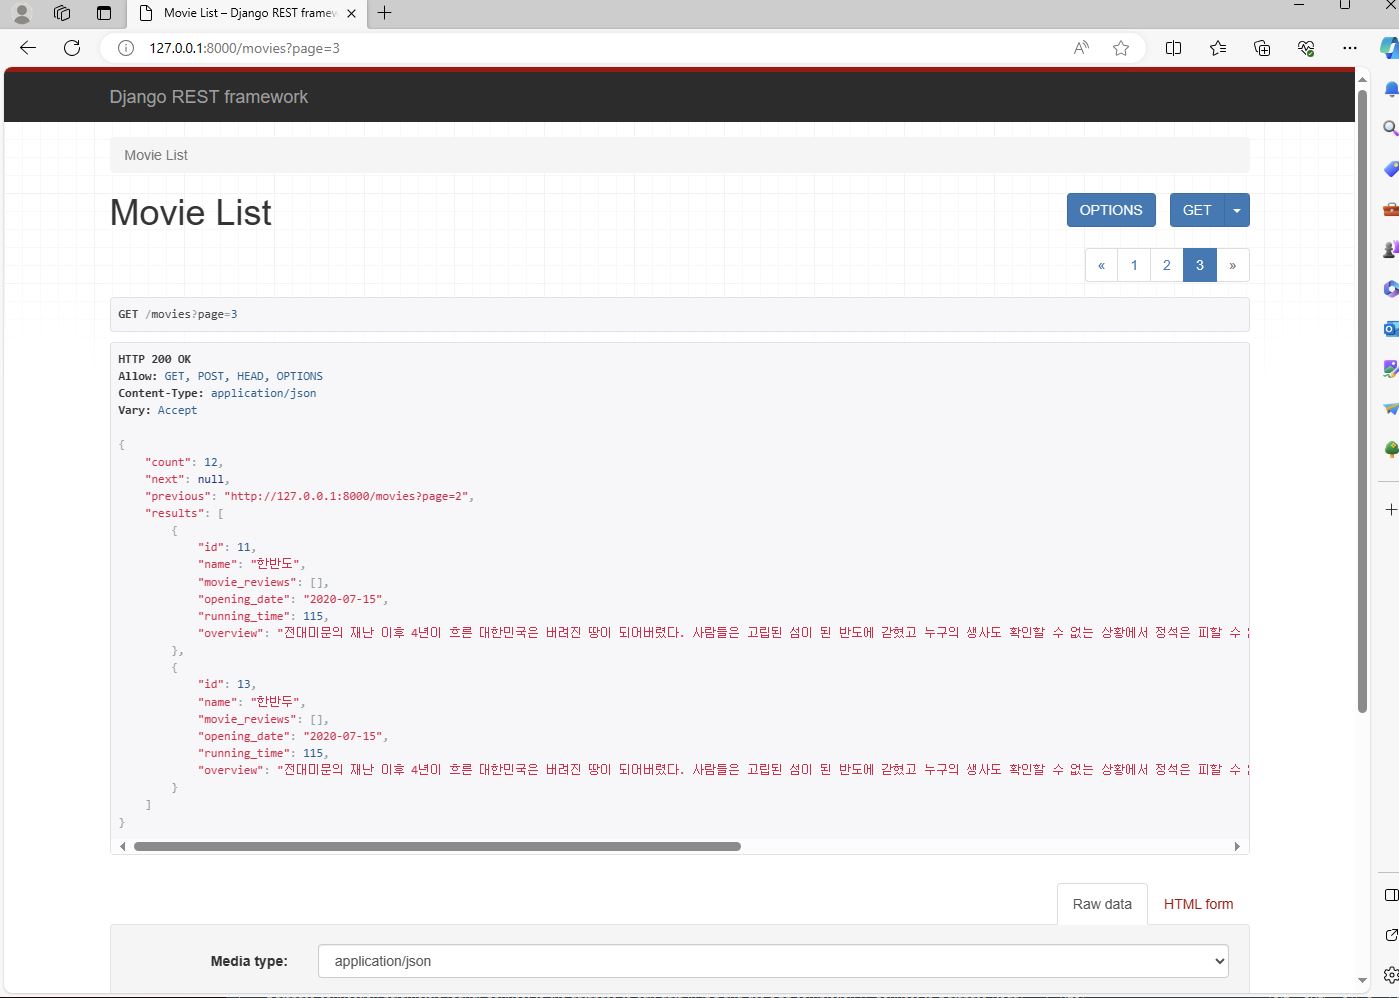 Movie List – Django REST framew
127.0.0.1:8000/movies?page=3
Django REST framework
Movie List
Movie List
OPTIONS
GET
« 1 2 3 »
GET /movies?page=3
HTTP 200 OK
Allow: GET, POST, HEAD, OPTIONS
Content-Type: application/json
Vary: Accept
{
    "count": 12,
    "next": null,
    "previous": "http://127.0.0.1:8000/movies?page=2",
    "results": [
        {
            "id": 11,
            "name": "한반도",
            "movie_reviews": [],
            "opening_date": "2020-07-15",
            "running_time": 115,
            "overview": "전대미문의 재난 이후 4년이 흐른 대한민국은 버려진 땅이 되어버렸다. 사람들은 고립된 섬이 된 반도에 갇혔고 누구의 생사도 확인할 수 없는 상황에서 정석은 피할 수
        },
        {
            "id": 13,
            "name": "한반두",
            "movie_reviews": [],
            "opening_date": "2020-07-15",
            "running_time": 115,
            "overview": "전대미문의 재난 이후 4년이 흐른 대한민국은 버려진 땅이 되어버렸다. 사람들은 고립된 섬이 된 반도에 갇혔고 누구의 생사도 확인할 수 없는 상황에서 정석은 피할 수
        }
    ]
}
Raw data
HTML form
Media type:
application/json